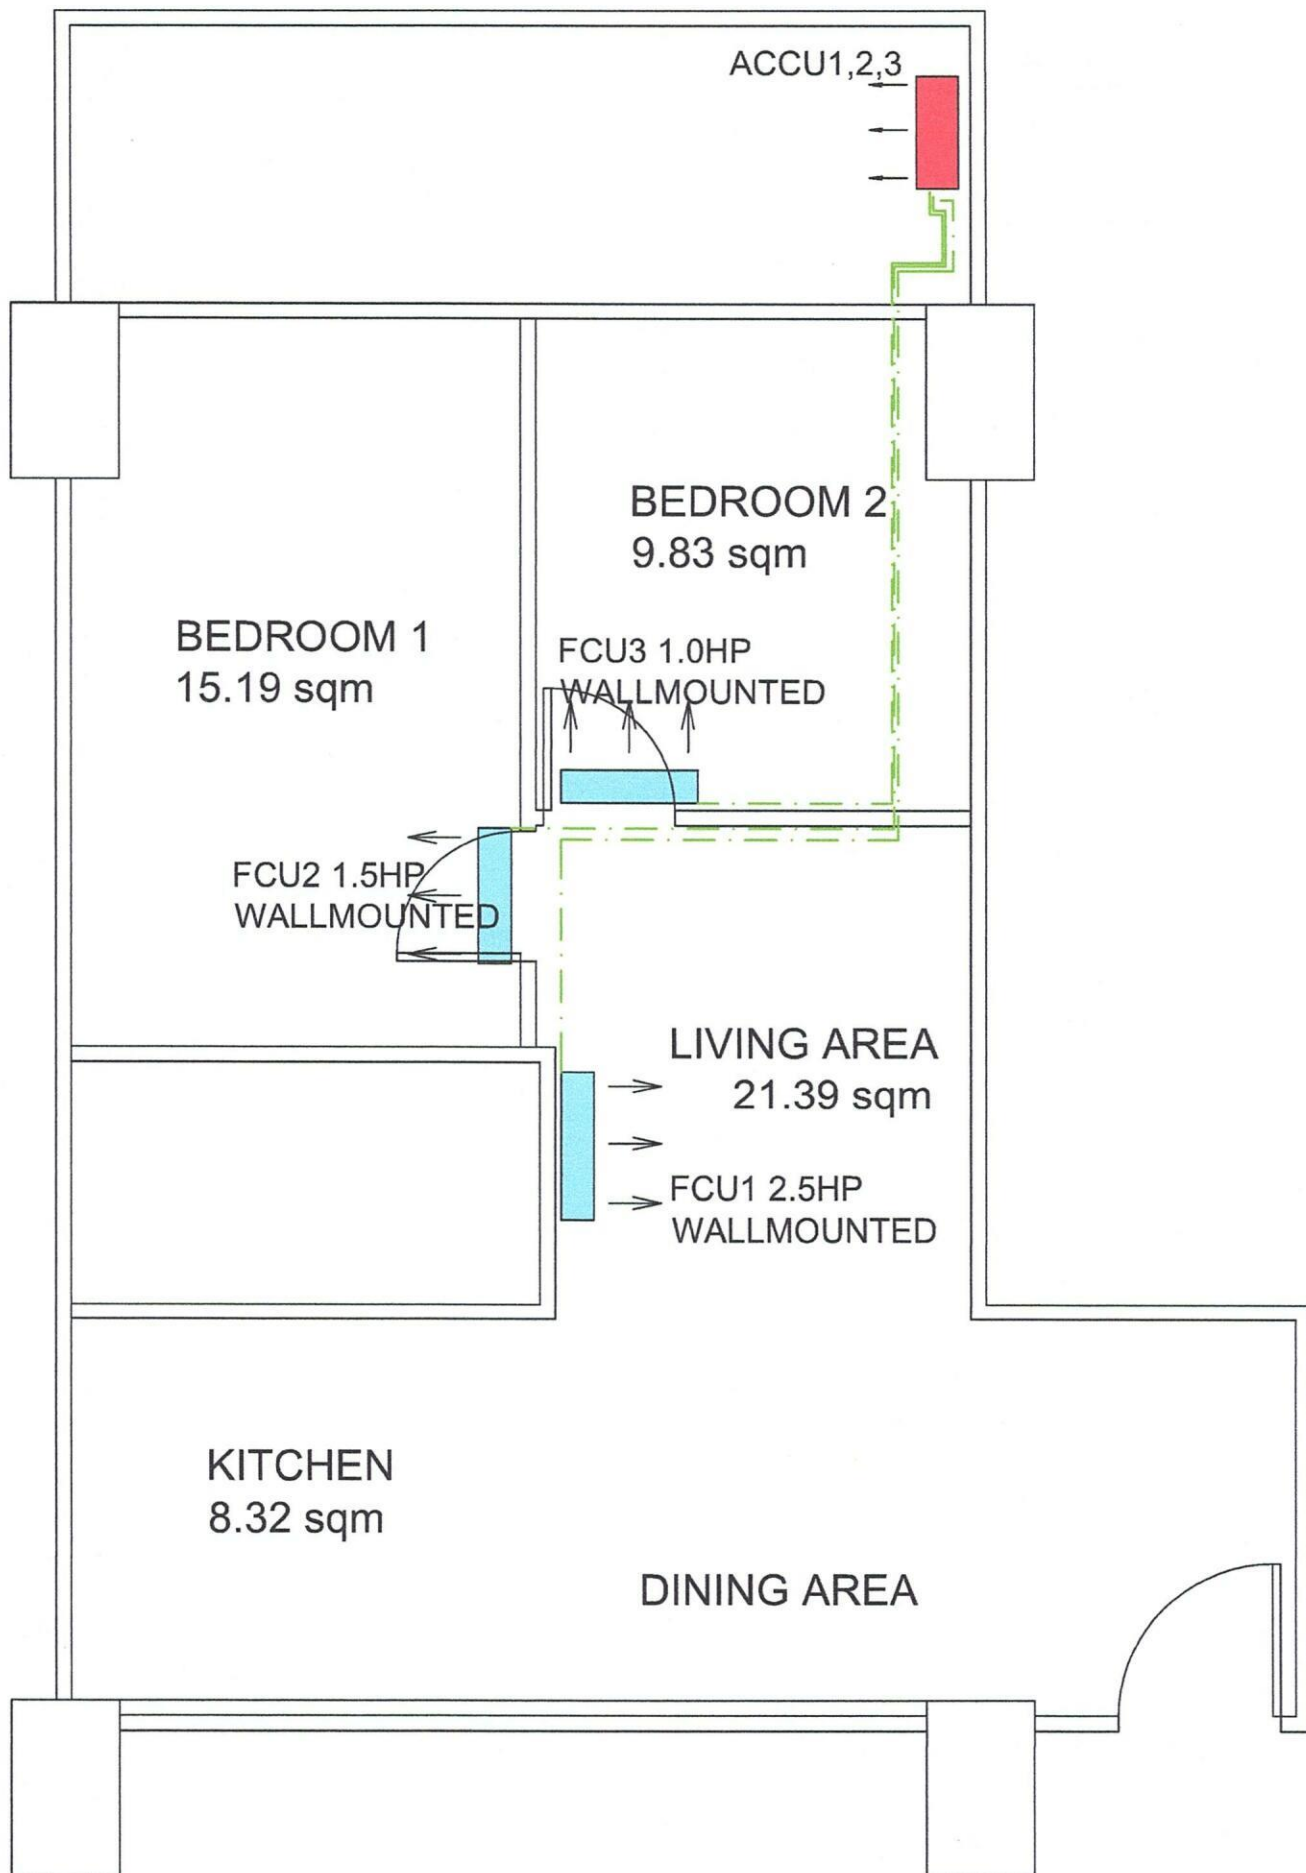 ACCU1,2,3
BEDROOM 2
9.83 sqm
BEDROOM 1
15.19 sqm
FCU3 1.0HP
WALLMOUNTED
FCU2 1.5HP
WALLMOUNTED
LIVING AREA
21.39 sqm
FCU1 2.5HP
WALLMOUNTED
KITCHEN
8.32 sqm
DINING AREA